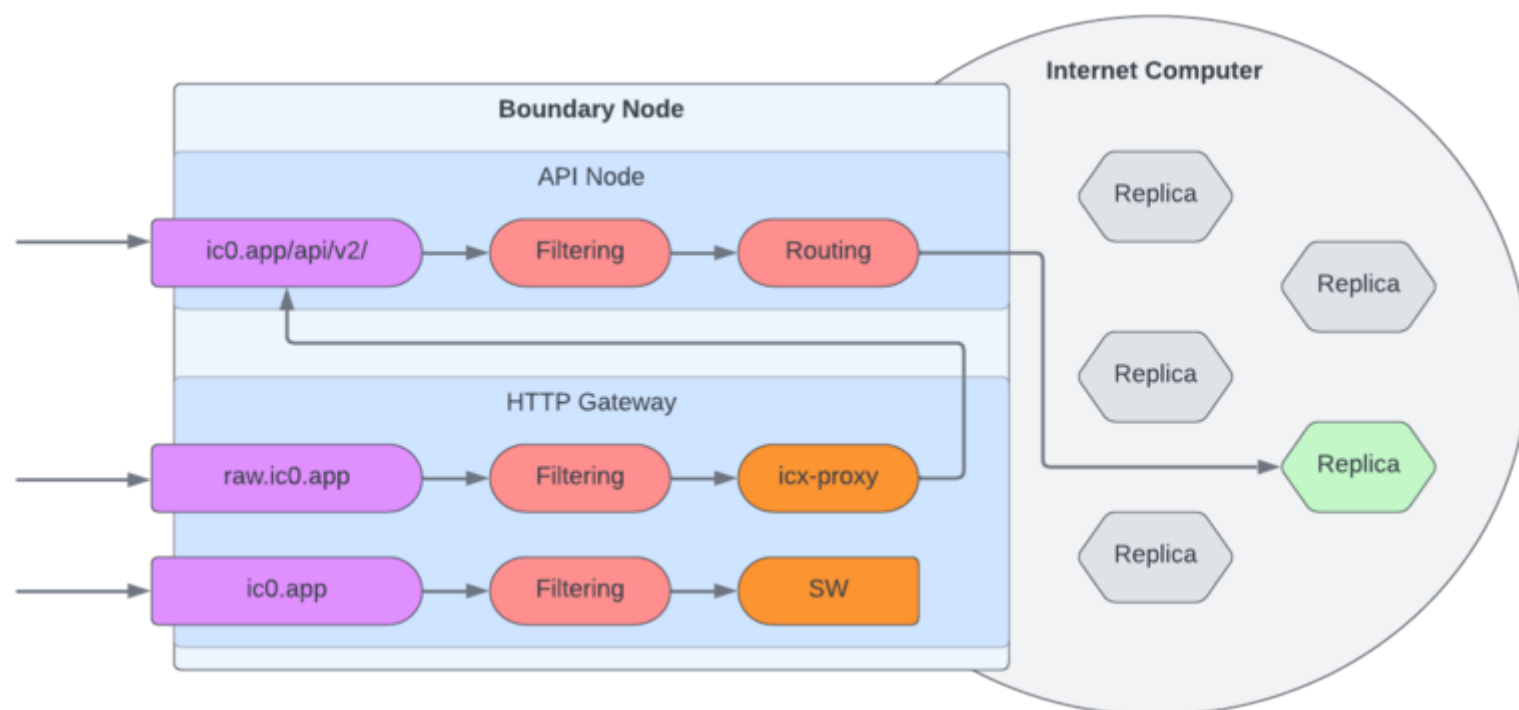 Internet Computer
Boundary Node
API Node
ic0.app/api/v2/
Filtering
Routing
HTTP Gateway
raw.ic0.app
Filtering
icx-proxy
ic0.app
Filtering
SW
Replica
Replica
Replica
Replica
Replica